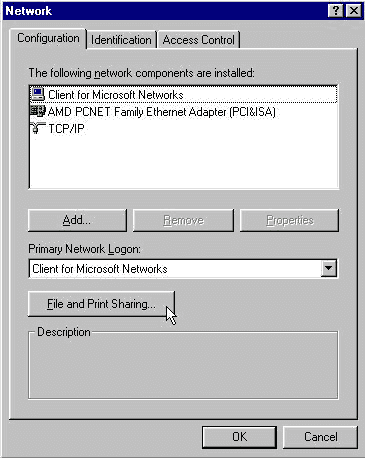 Network
Configuration Identification Access Control
The following network components are installed:
Client for Microsoft Networks
AMD PCNET Family Ethernet Adapter (PCI&ISA)
TCP/IP
Add... Remove Properties
Primary Network Logon:
Client for Microsoft Networks
File and Print Sharing...
Description
OK Cancel